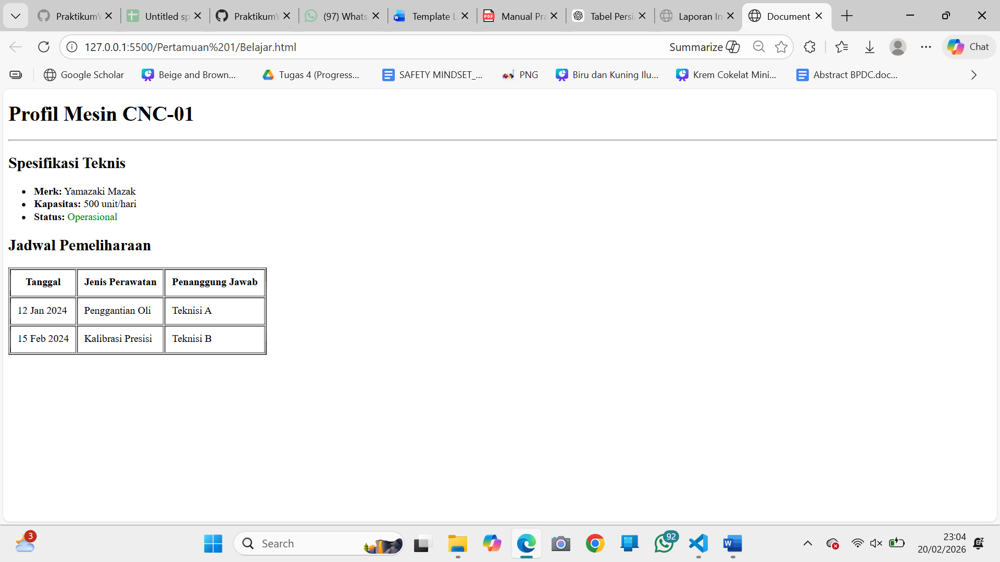 PraktikumW
Untitled sp
PraktikumW
(97) Whats
Template L
PDF
Manual Pra
Tabel Persi
Laporan In
Document
127.0.0.1:5500/Pertamuan%201/Belajar.html
Summarize
Chat
Google Scholar
Beige and Brown...
Tugas 4 (Progress...
SAFETY MINDSET_...
PNG
Biru dan Kuning Ilu...
Krem Cokelat Mini...
Abstract BPDC.doc...
Profil Mesin CNC-01
Spesifikasi Teknis
• Merk: Yamazaki Mazak
• Kapasitas: 500 unit/hari
• Status: Operasional
Jadwal Pemeliharaan
Tanggal Jenis Perawatan Penanggung Jawab
12 Jan 2024 Penggantian Oli Teknisi A
15 Feb 2024 Kalibrasi Presisi Teknisi B
3
Search
92
23:04
20/02/2026